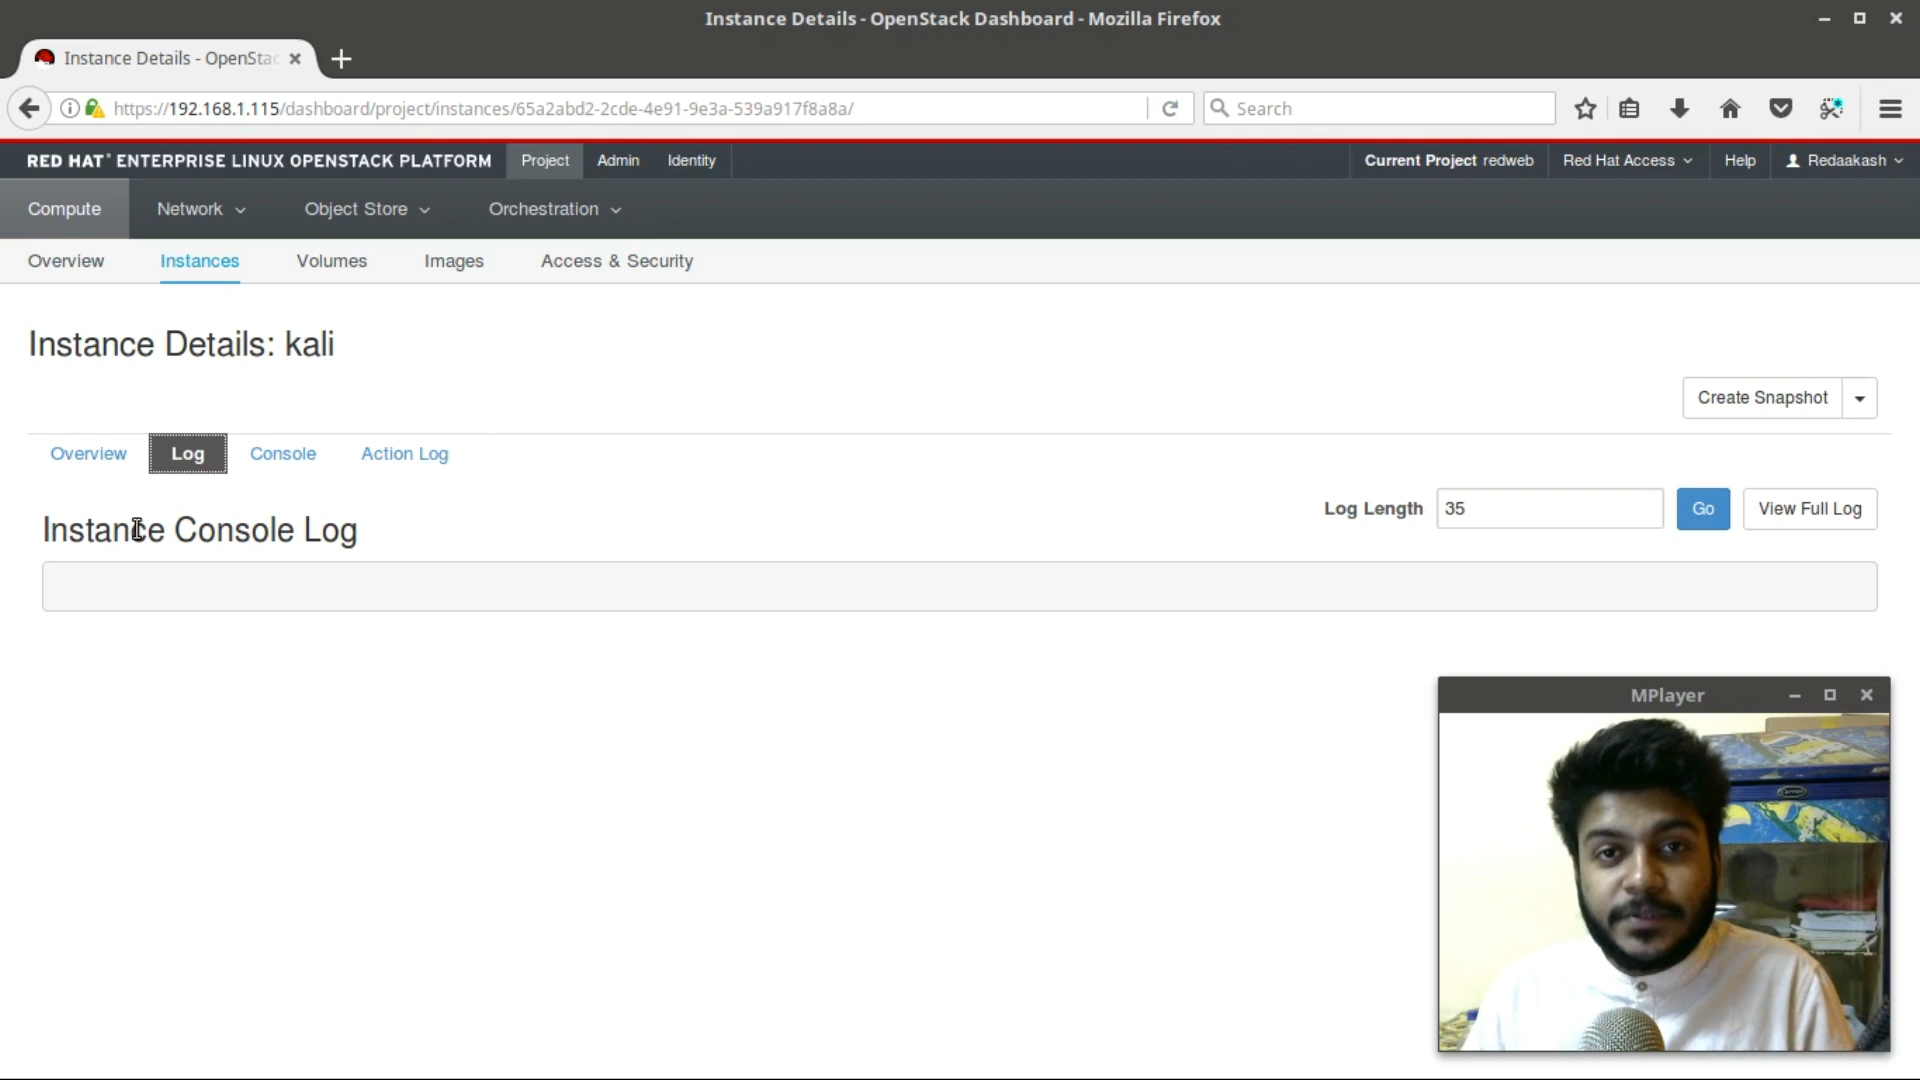 Instance Details - OpenStack Dashboard - Mozilla Firefox
Instance Details - OpenStac
https://192.168.1.115/dashboard/project/instances/65a2abd2-2cde-4e91-9e3a-539a917f8a8a/
Search
RED HAT® ENTERPRISE LINUX OPENSTACK PLATFORM Project Admin Identity Current Project redweb Red Hat Access Help Redaakash
Compute Network Object Store Orchestration
Overview Instances Volumes Images Access & Security
Instance Details: kali
Create Snapshot
Overview Log Console Action Log
Log Length 35 Go View Full Log
Instance Console Log
MPlayer